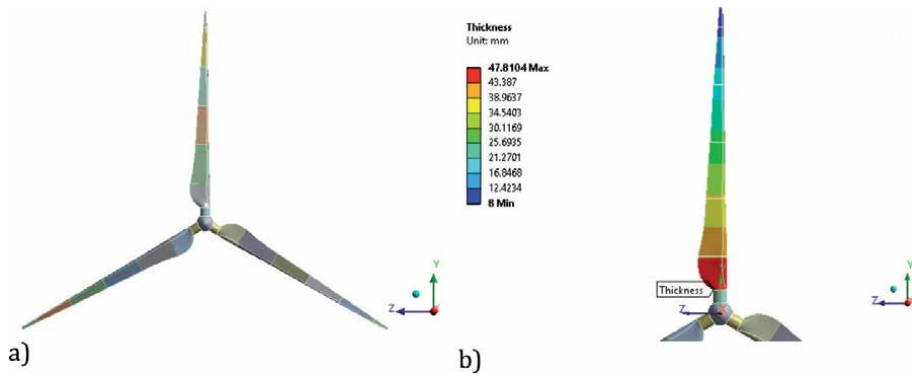 Thickness
Unit: mm
47.8104 Max
43.387
38.9637
34.5403
30.1169
25.6935
21.2701
16.8468
12.4234
8 Min
Thickness
Y
Z
Y
Z
Y
Z
a)
b)